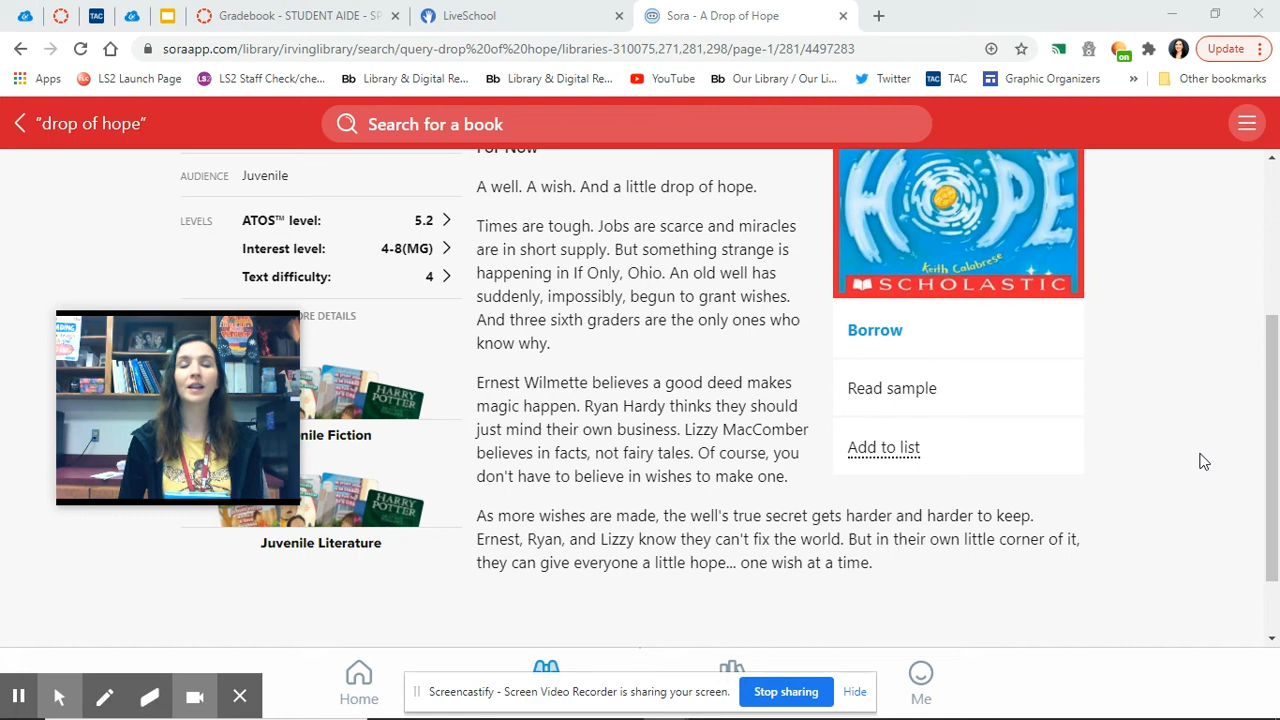 Gradebook - STUDENT AIDE - SP
LiveSchool
Sora - A Drop of Hope
soraapp.com/library/irvinglibrary/search/query-drop%20of%20hope/libraries-310075,271,281,298/page-1/281/4497283
Update
Apps
LS2 Launch Page
LS2 Staff Check/che...
Bb Library & Digital Re...
Bb Library & Digital Re...
YouTube
Bb Our Library / Our Li...
Twitter
TAC TAC
Graphic Organizers
»
Other bookmarks
"drop of hope"
Search for a book
For Now
AUDIENCE Juvenile
LEVELS ATOS™ level: 5.2
Interest level: 4-8(MG)
Text difficulty: 4
ORE DETAILS
HARRY POTTER
nile Fiction
HARRY POTTER
Juvenile Literature
A well. A wish. And a little drop of hope.
Times are tough. Jobs are scarce and miracles
are in short supply. But something strange is
happening in If Only, Ohio. An old well has
suddenly, impossibly, begun to grant wishes.
And three sixth graders are the only ones who
know why.
Ernest Wilmette believes a good deed makes
magic happen. Ryan Hardy thinks they should
just mind their own business. Lizzy MacComber
believes in facts, not fairy tales. Of course, you
don't have to believe in wishes to make one.
As more wishes are made, the well's true secret gets harder and harder to keep.
Ernest, Ryan, and Lizzy know they can't fix the world. But in their own little corner of it,
they can give everyone a little hope... one wish at a time.
HOPE
Keith Calabrese
SCHOLASTIC
Borrow
Read sample
Add to list
Home
Screencastify - Screen Video Recorder is sharing your screen.
Stop sharing
Hide
Me